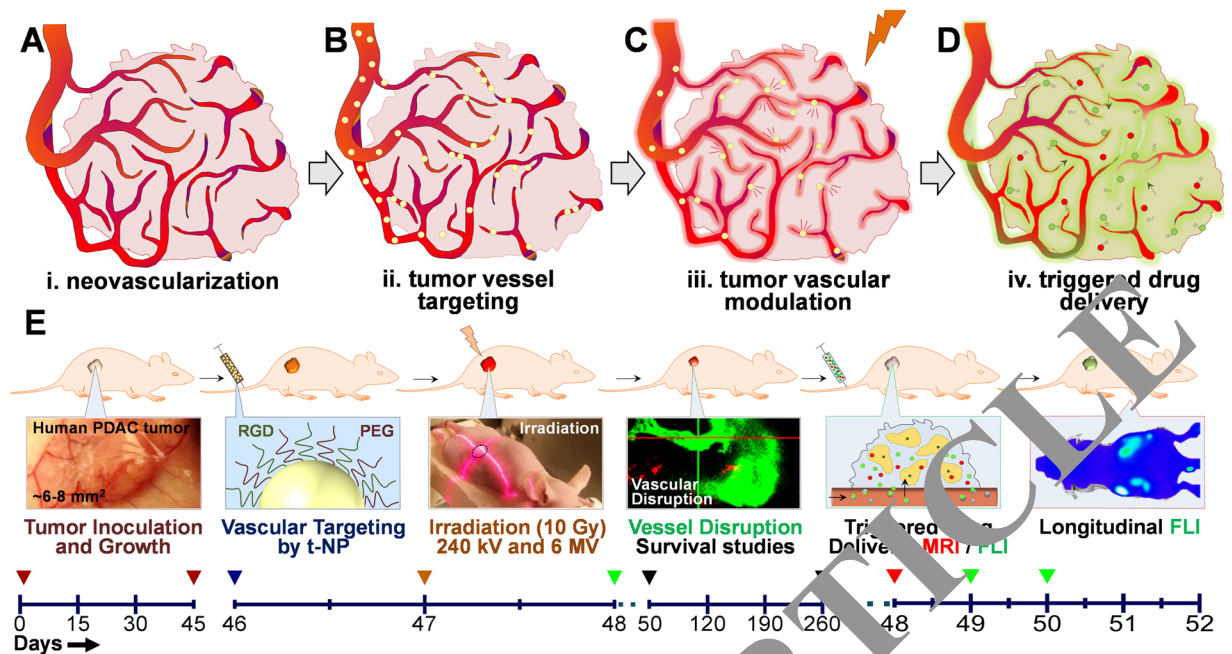 A
B
C
D
i. neovascularization
ii. tumor vessel
targeting
iii. tumor vascular
modulation
iv. triggered drug
delivery
E
Human PDAC tumor
~6-8 mm²
RGD
PEG
Irradiation
Vascular
Disruption
Tumor Inoculation
and Growth
Vascular Targeting
by t-NP
Irradiation (10 Gy)
240 kV and 6 MV
Vessel Disruption
Survival studies
MRI / FLI
Longitudinal FLI
0 15 30 45 46 47 48 50 120 190 260 48 49 50 51 52
Days
TICLE